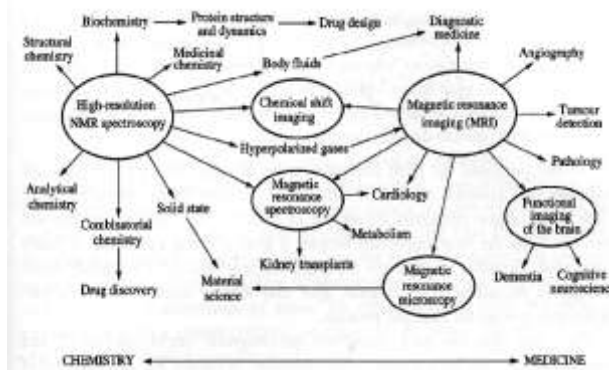 Biochemistry
Protein structure
and dynamics
Drug design
Diagnostic
medicine
Structural
chemistry
Medicinal
chemistry
Body fluids
Angiography
High-resolution
NMR spectroscopy
Chemical shift
imaging
Magnetic resonance
imaging (MRI)
Tumour
detection
Hyperpolarized gases
Pathology
Analytical
chemistry
Solid state
Magnetic
resonance
spectroscopy
Cardiology
Functional
imaging
of the brain
Combinatorial
chemistry
Metabolism
Kidney transplants
Drug discovery
Material
science
Magnetic
resonance
microscopy
Dementia
Cognitive
neuroscience
CHEMISTRY
MEDICINE